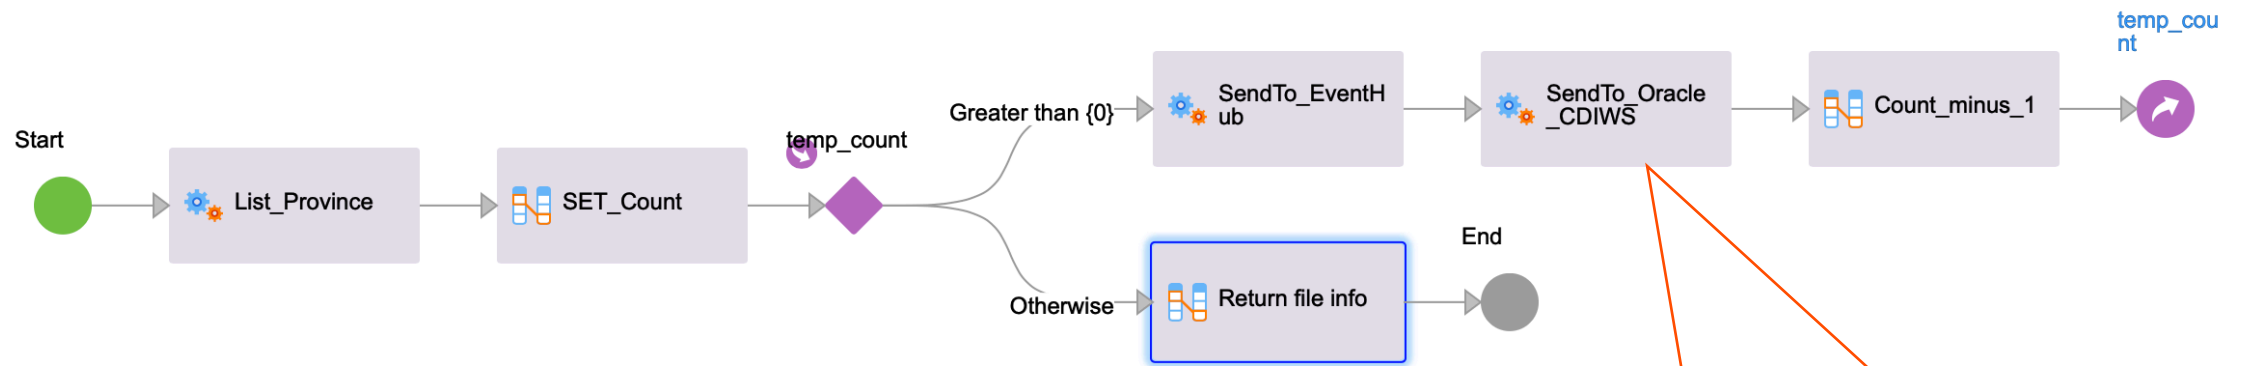 Start
List_Province
SET_Count
temp_count
Greater than {0}
SendTo_EventH
ub
SendTo_Oracle
_CDIWS
Count_minus_1
temp_cou
nt
Otherwise
Return file info
End